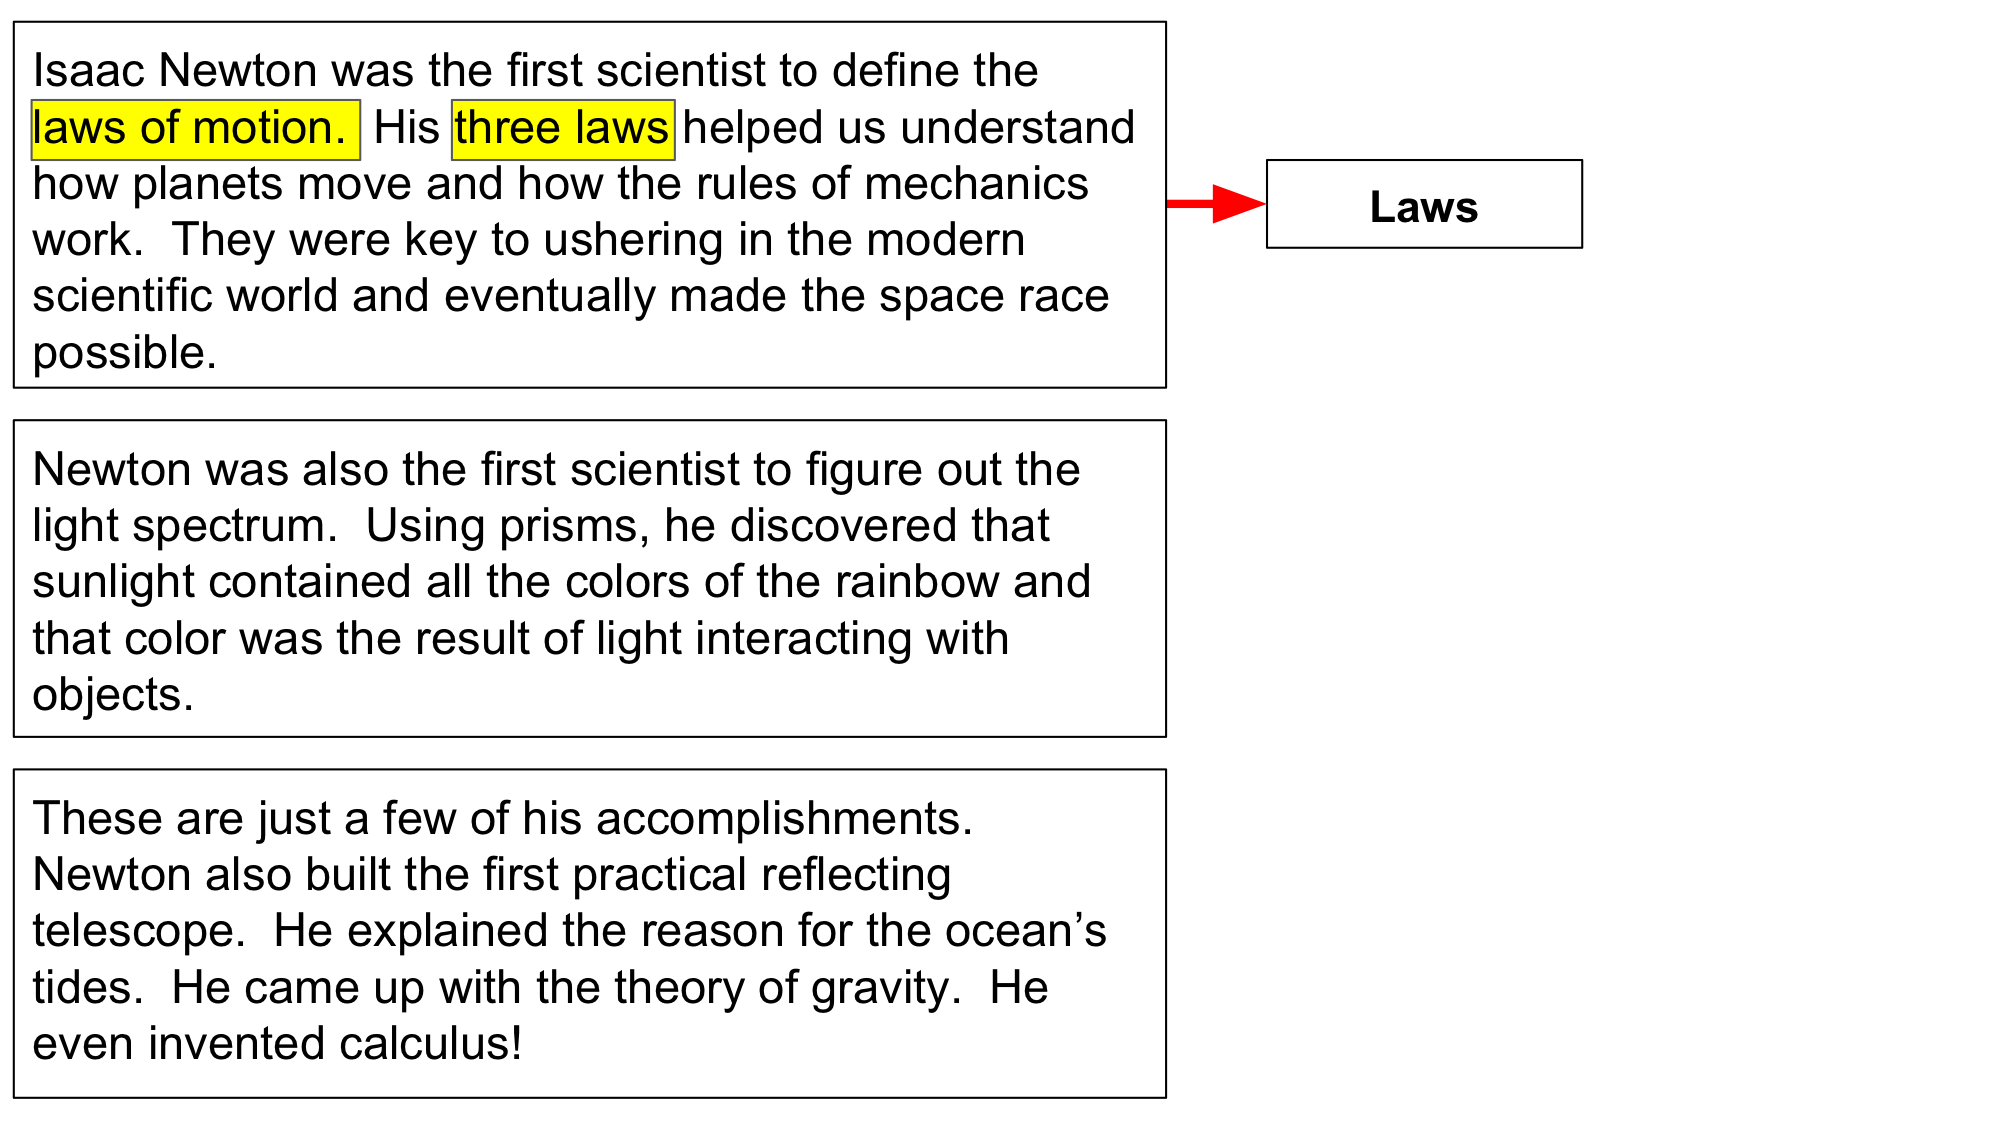 Isaac Newton was the first scientist to define the
laws of motion.  His three laws helped us understand
how planets move and how the rules of mechanics
work.  They were key to ushering in the modern
scientific world and eventually made the space race
possible.
Laws
Newton was also the first scientist to figure out the
light spectrum.  Using prisms, he discovered that
sunlight contained all the colors of the rainbow and
that color was the result of light interacting with
objects.
These are just a few of his accomplishments.
Newton also built the first practical reflecting
telescope.  He explained the reason for the ocean’s
tides.  He came up with the theory of gravity.  He
even invented calculus!